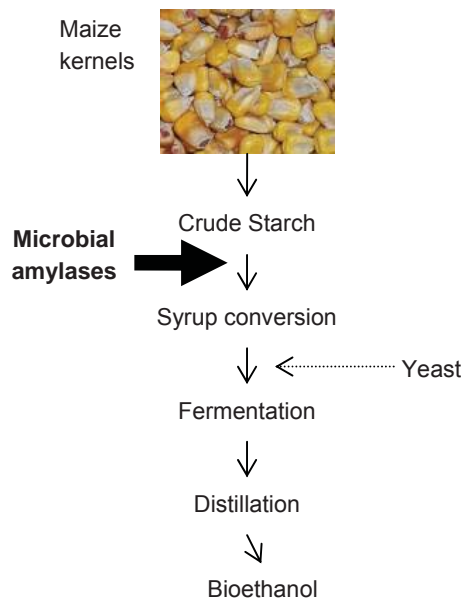 Maize
kernels
Crude Starch
Microbial
amylases
Syrup conversion
Yeast
Fermentation
Distillation
Bioethanol